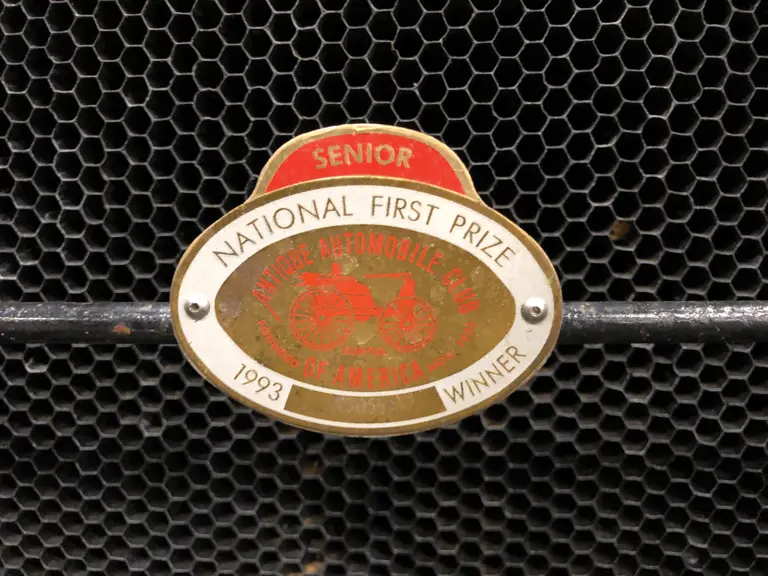 SENIOR
NATIONAL FIRST PRIZE
ANTIQUE AUTOMOBILE CLUB
OF AMERICA
1993
WINNER